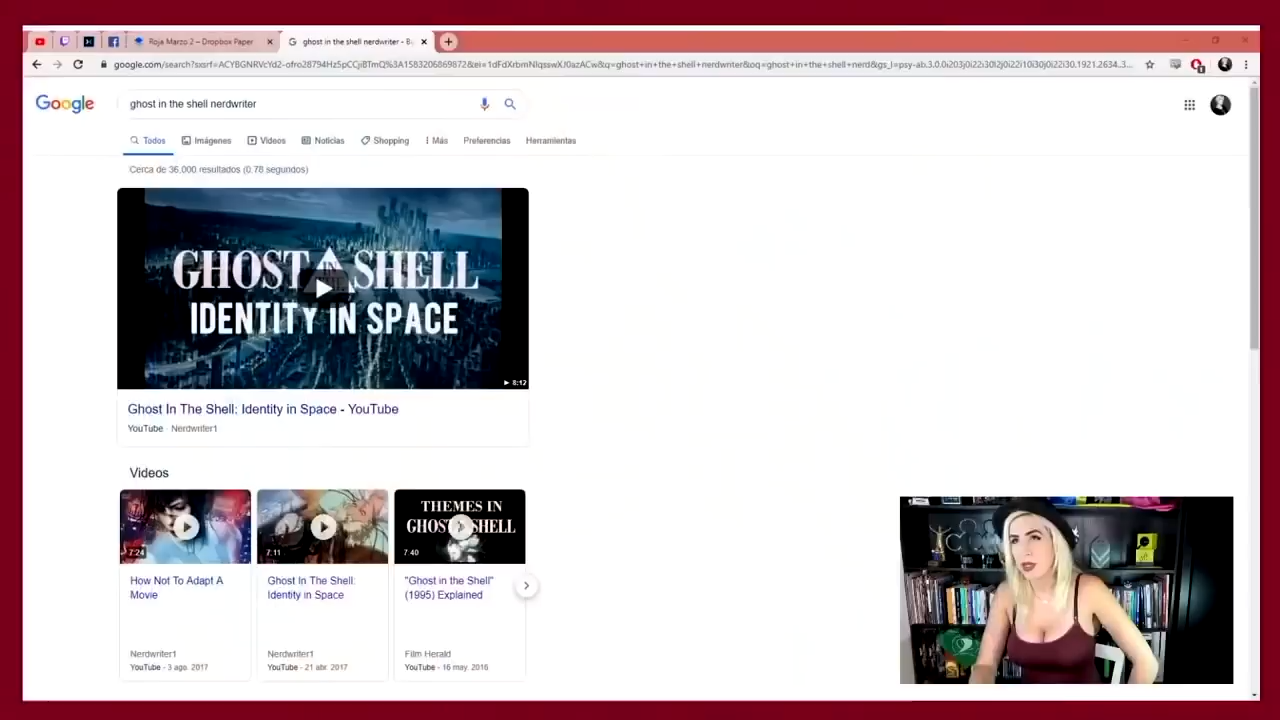 Roja Marzo 2 – Dropbox Paper
ghost in the shell nerdwriter - B
Google
ghost in the shell nerdwriter
Todos
Imágenes
Videos
Noticias
Shopping
Más
Preferencias
Herramientas
Cerca de 36,000 resultados (0.78 segundos)
GHOST IN THE SHELL
IDENTITY IN SPACE
8:12
Ghost In The Shell: Identity in Space - YouTube
YouTube · Nerdwriter1
Videos
THEMES IN
GHOST SHELL
7:24
7:11
7:40
How Not To Adapt A
Movie
Ghost In The Shell:
Identity in Space
"Ghost in the Shell"
(1995) Explained
Nerdwriter1
YouTube - 3 ago. 2017
Nerdwriter1
YouTube - 21 abr. 2017
Film Herald
YouTube - 16 may. 2016